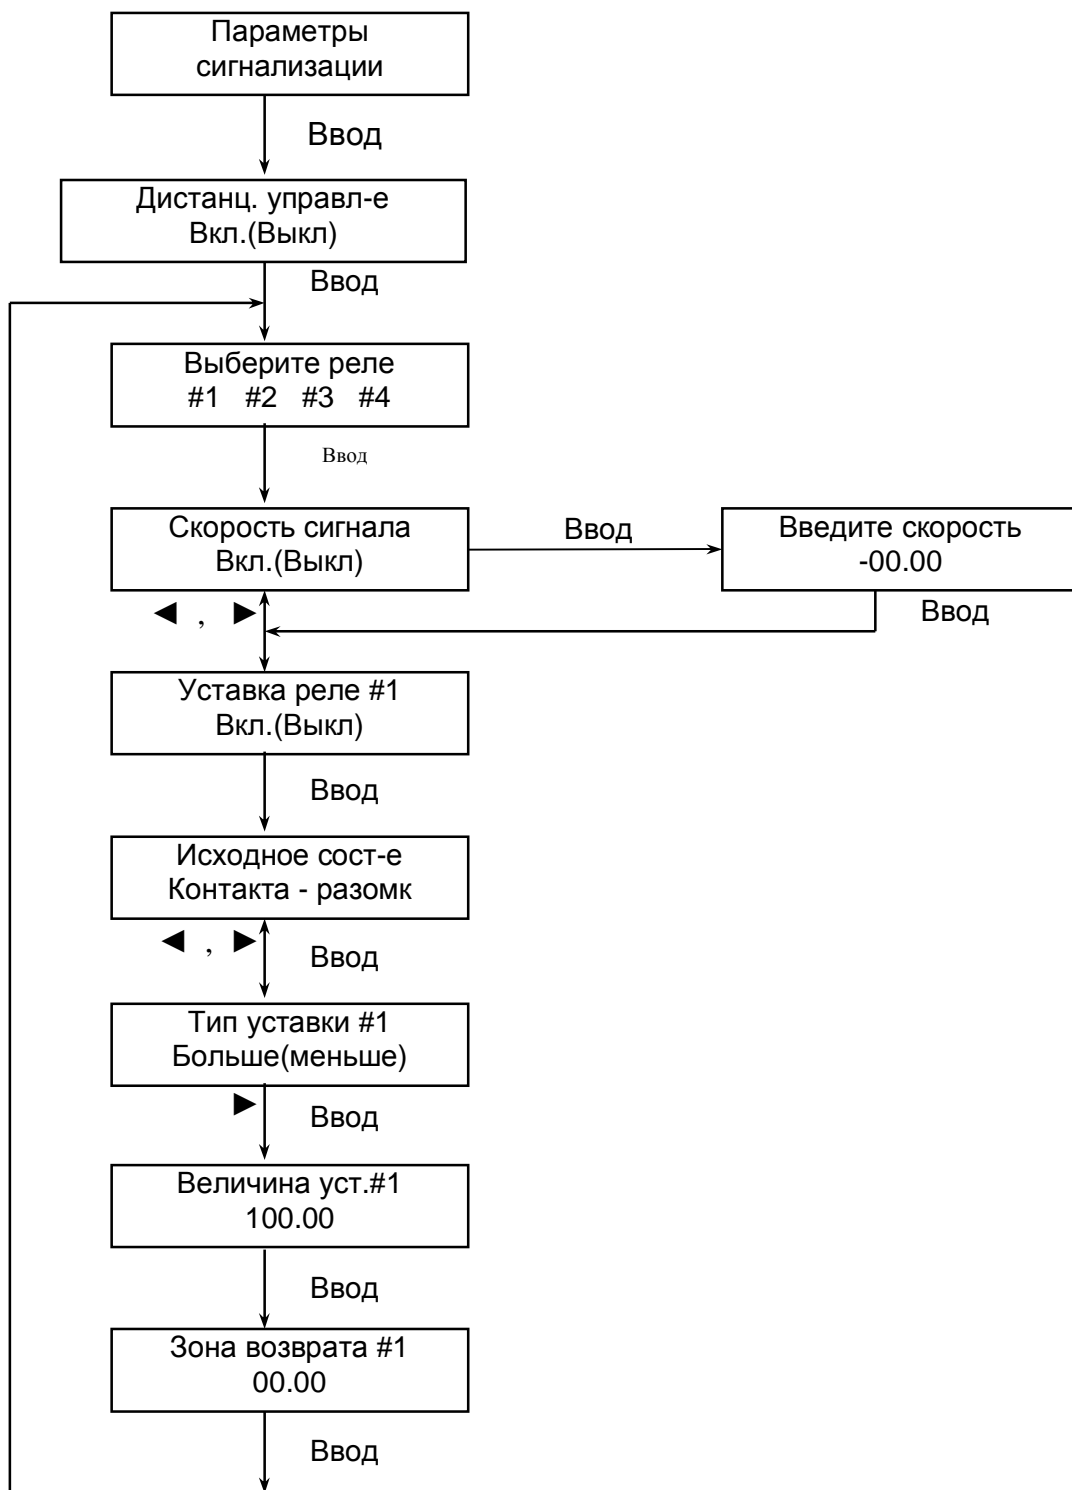 Параметры
сигнализации
Ввод
Дистанц. управл-е
Вкл.(Выкл)
Ввод
Выберите реле
#1 #2 #3 #4
Ввод
Скорость сигнала
Вкл.(Выкл)
Ввод
Введите скорость
-00.00
◄ , ►
Ввод
Уставка реле #1
Вкл.(Выкл)
Ввод
Исходное сост-е
Контакта - разомк
◄ , ►
Ввод
Тип уставки #1
Больше(меньше)
►
Ввод
Величина уст.#1
100.00
Ввод
Зона возврата #1
00.00
Ввод